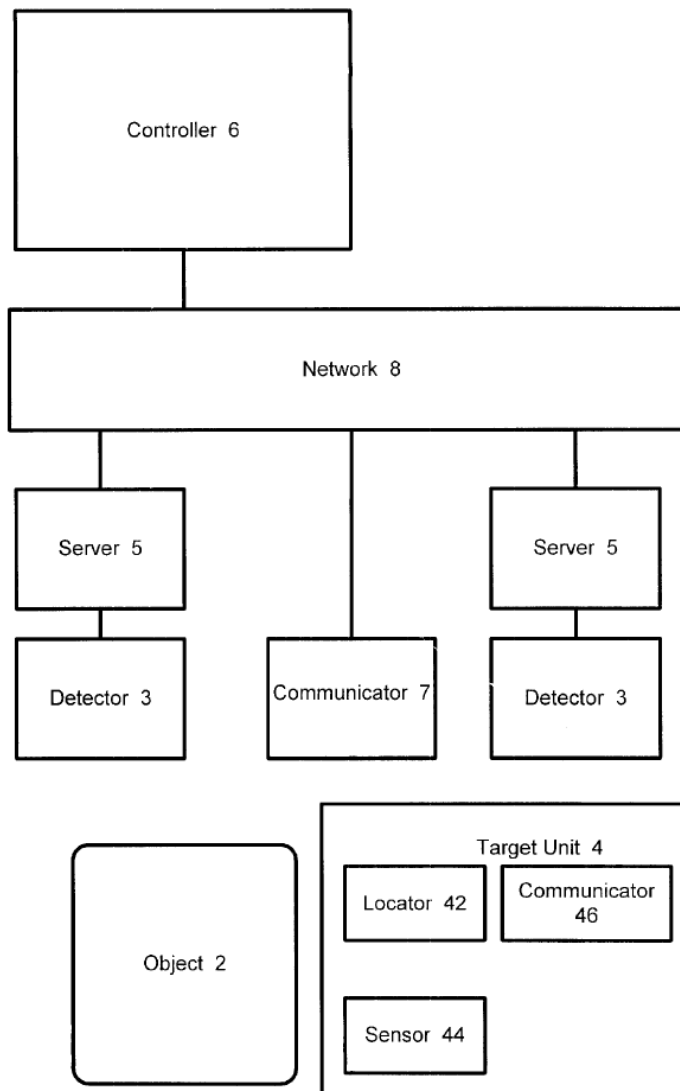 Controller 6
Network 8
Server 5
Server 5
Detector 3
Communicator 7
Detector 3
Target Unit 4
Locator 42
Communicator
46
Object 2
Sensor 44